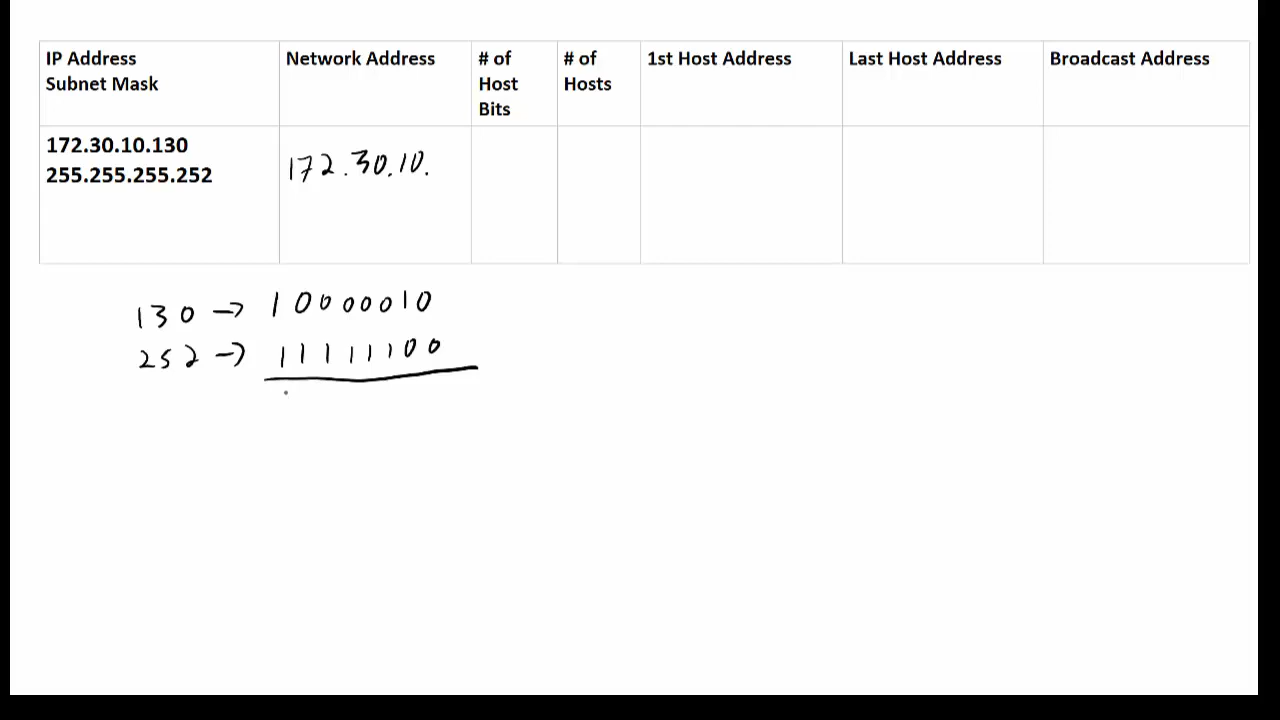 IP Address
Subnet Mask
Network Address
# of
Host
Bits
# of
Hosts
1st Host Address
Last Host Address
Broadcast Address
172.30.10.130
255.255.255.252
172.30.10.
130 → 10000010
252 → 11111100